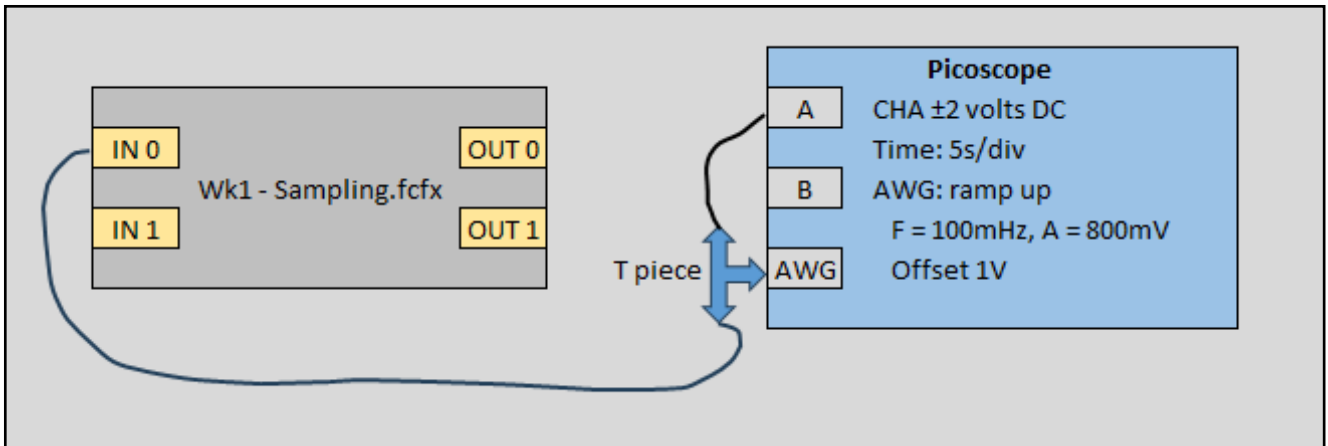 IN 0
OUT 0
Wk1 - Sampling.fcfx
IN 1
OUT 1
T piece
Picoscope
A
CHA ±2 volts DC
Time: 5s/div
B
AWG: ramp up
F = 100mHz, A = 800mV
AWG
Offset 1V